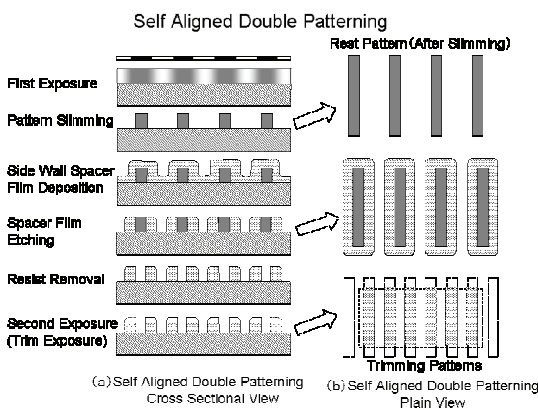 Self Aligned Double Patterning
Rest Pattern(After Slimming)
First Exposure
Pattern Slimming
Side Wall Spacer
Film Deposition
Spacer Film
Etching
Resist Removal
Second Exposure
(Trim Exposure)
Trimming Patterns
(a) Self Aligned Double Patterning
Cross Sectional View
(b) Self Aligned Double Patterning
Plain View